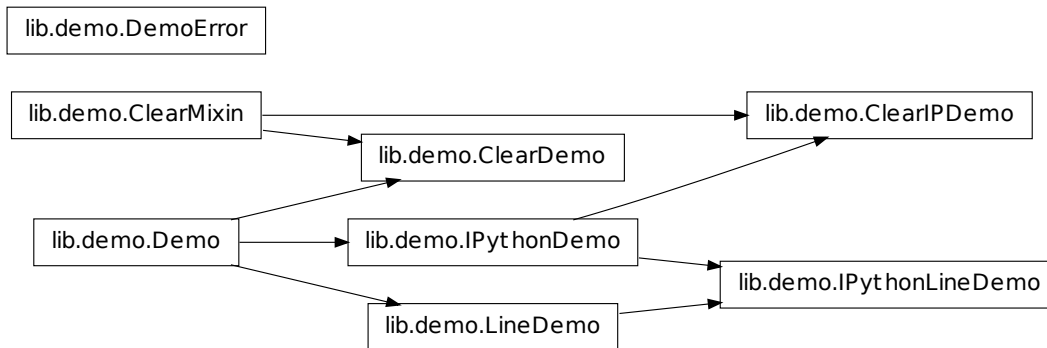 lib.demo.DemoError
lib.demo.ClearMixin
lib.demo.ClearIPDemo
lib.demo.ClearDemo
lib.demo.Demo
lib.demo.IPythonDemo
lib.demo.IPythonLineDemo
lib.demo.LineDemo